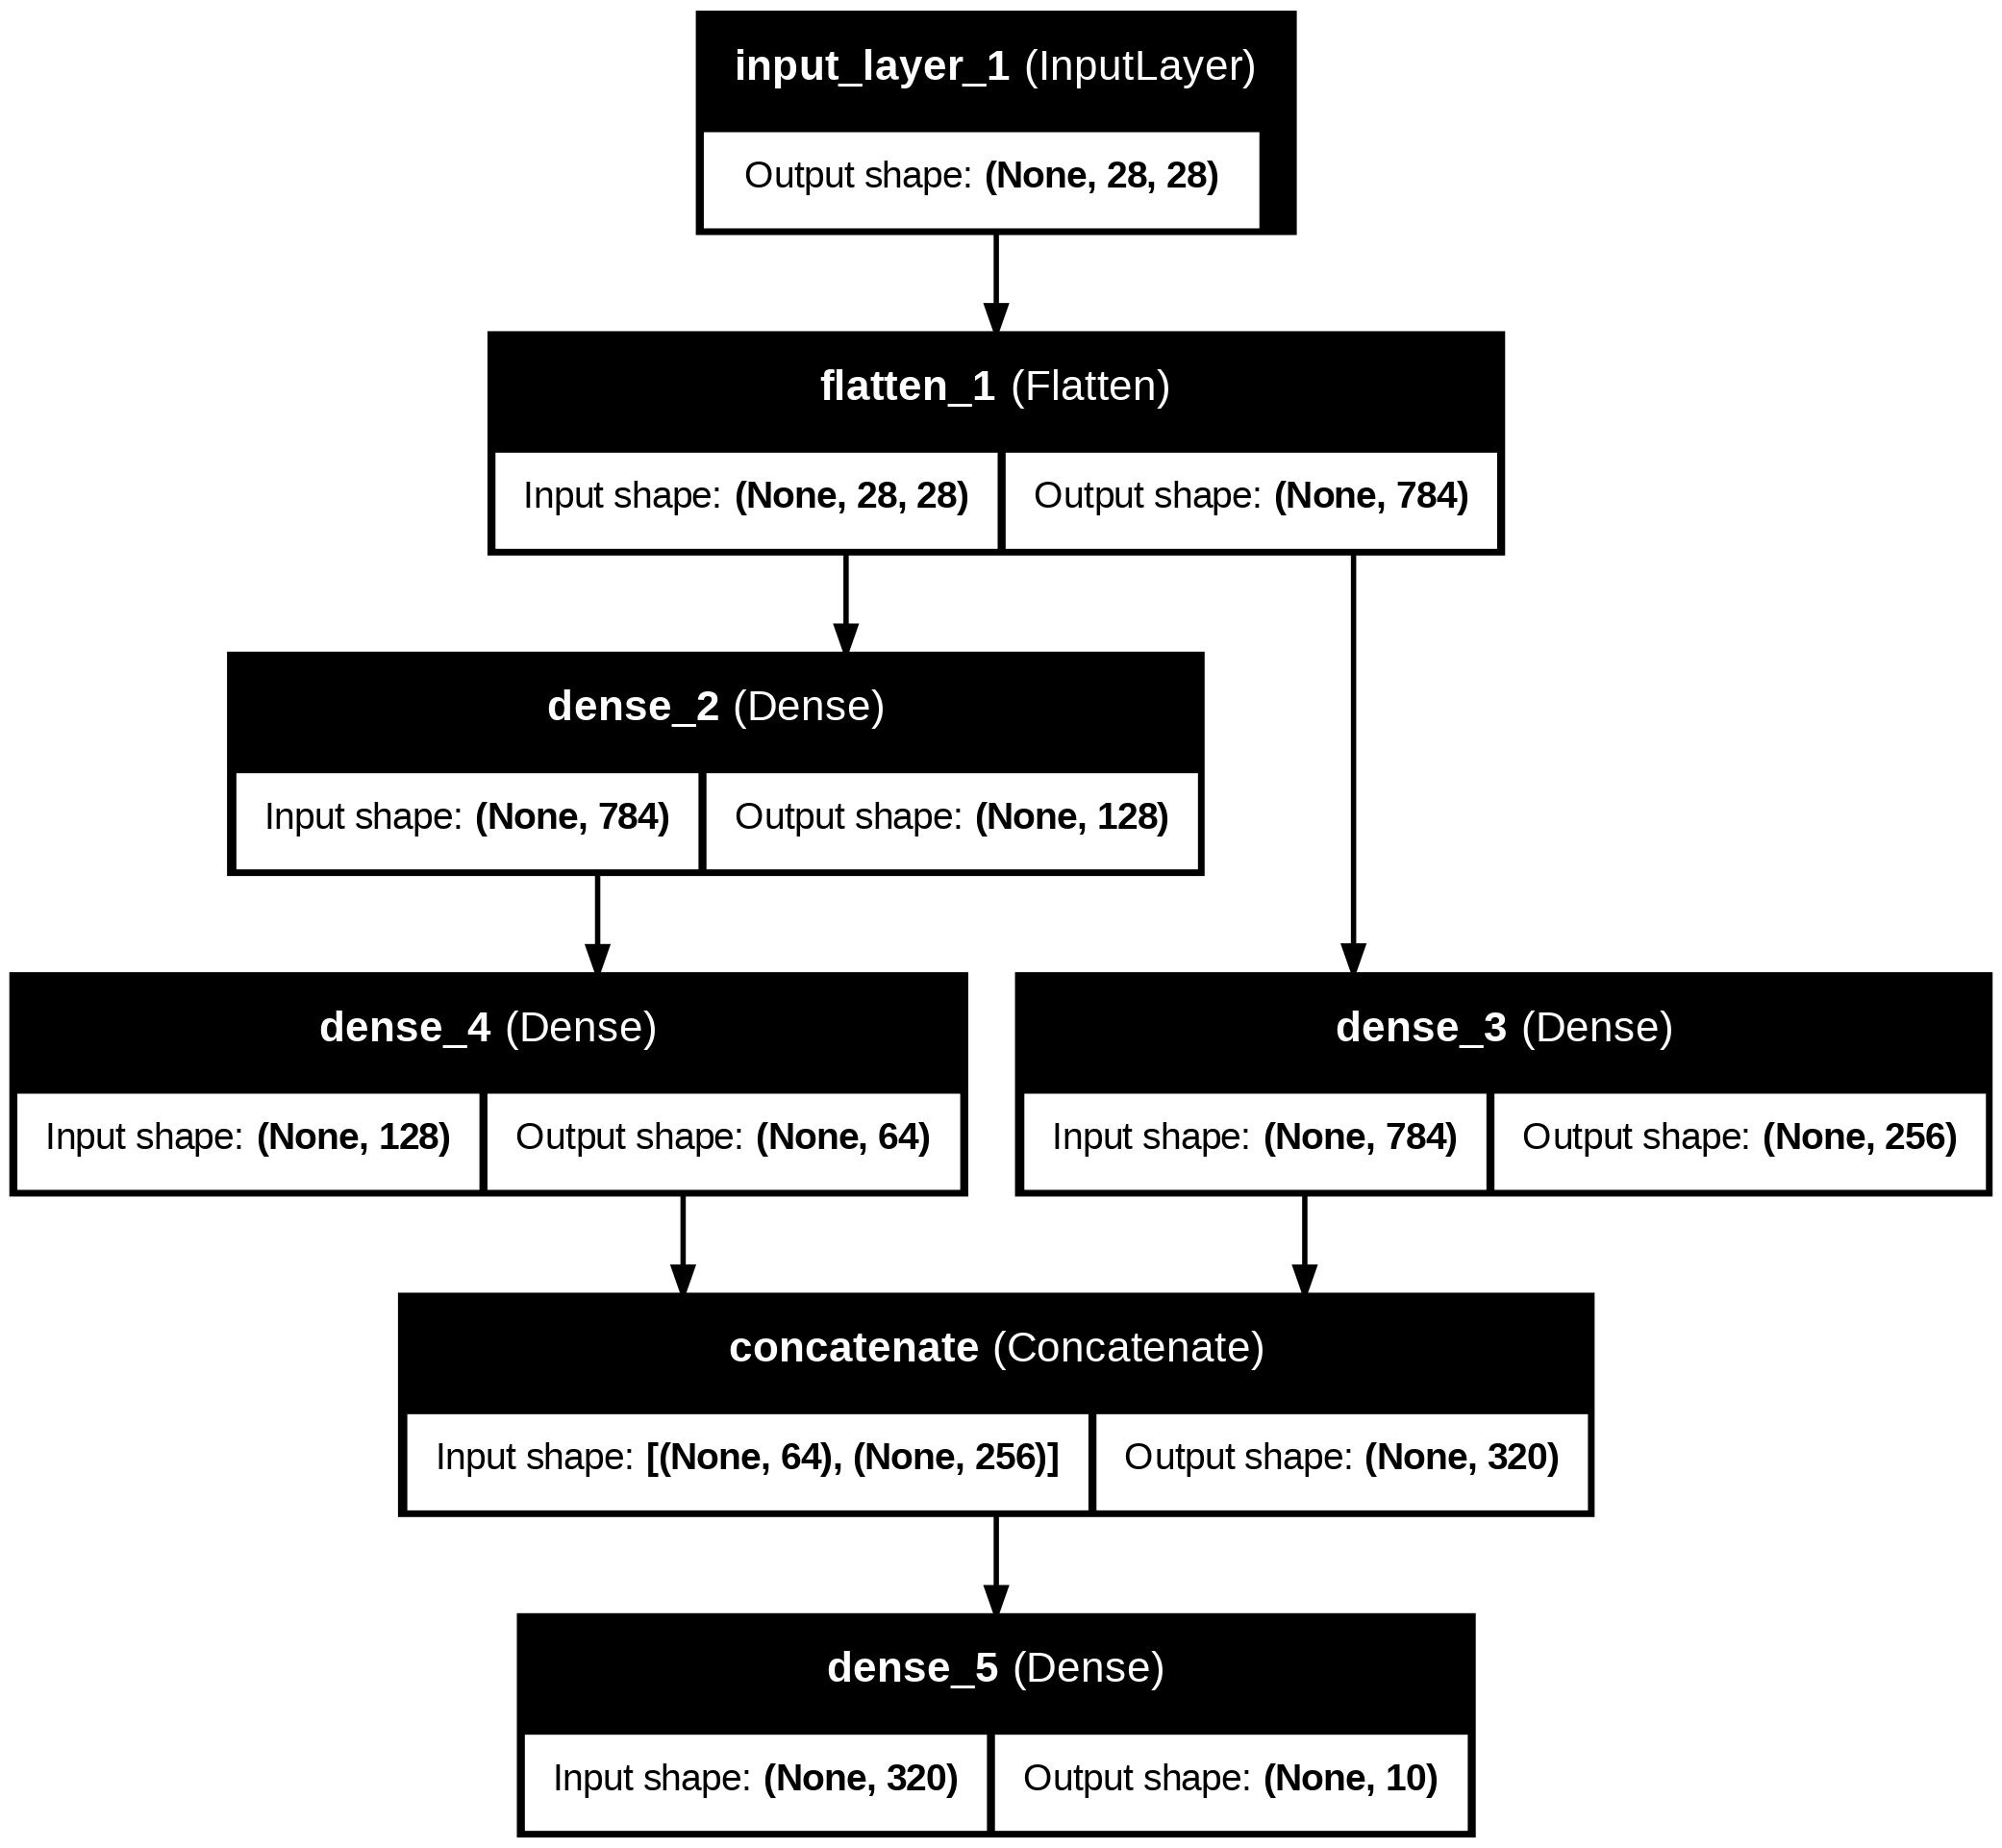 input_layer_1 (InputLayer)
Output shape: (None, 28, 28)
flatten_1 (Flatten)
Input shape: (None, 28, 28) Output shape: (None, 784)
dense_2 (Dense)
Input shape: (None, 784) Output shape: (None, 128)
dense_4 (Dense)
Input shape: (None, 128) Output shape: (None, 64)
dense_3 (Dense)
Input shape: (None, 784) Output shape: (None, 256)
concatenate (Concatenate)
Input shape: [(None, 64), (None, 256)] Output shape: (None, 320)
dense_5 (Dense)
Input shape: (None, 320) Output shape: (None, 10)